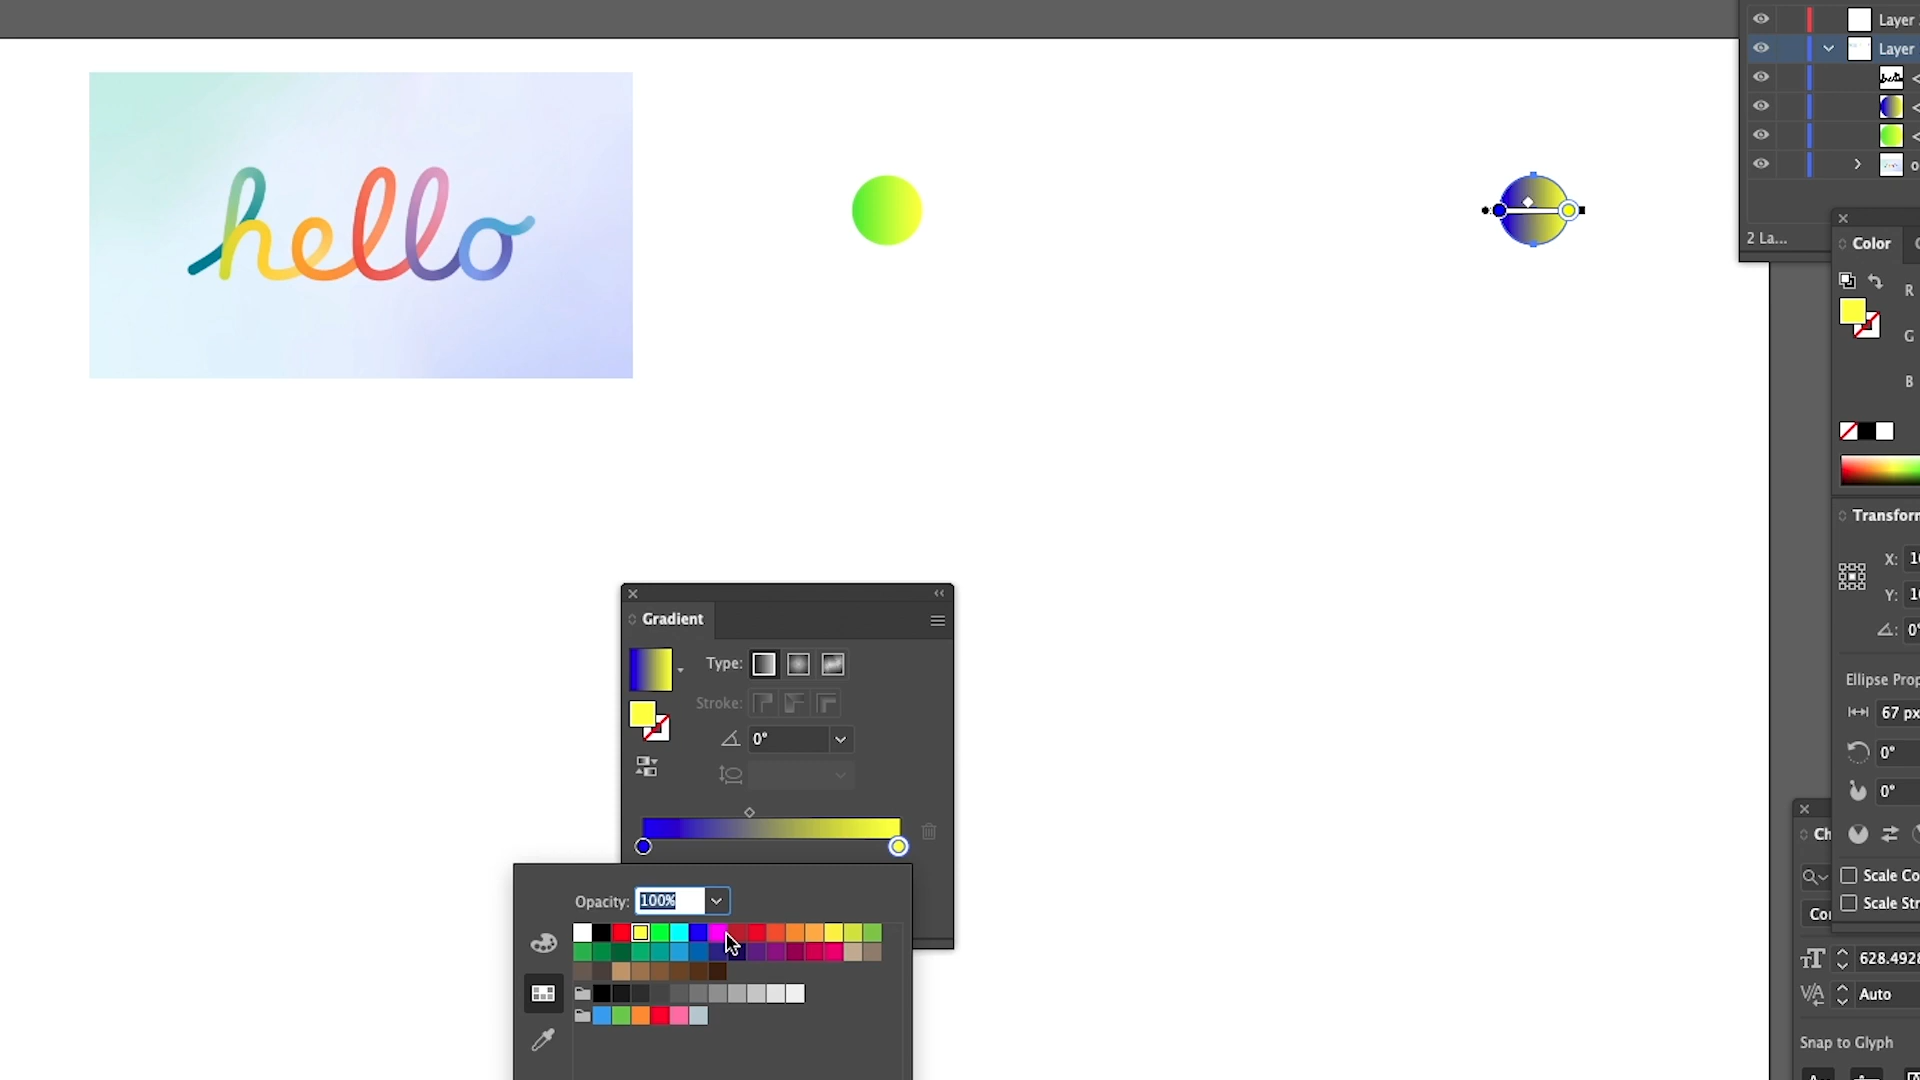 Layer
Layer
hello
2 La...
Color
R
G
B
Transform
X:
Y:
0°
Ellipse Prop
67 px
0°
0°
Scale Co
Scale Str
Gradient
Type:
Stroke:
0°
Opacity: 100%
Ch
Co
628.4928
Auto
Snap to Glyph